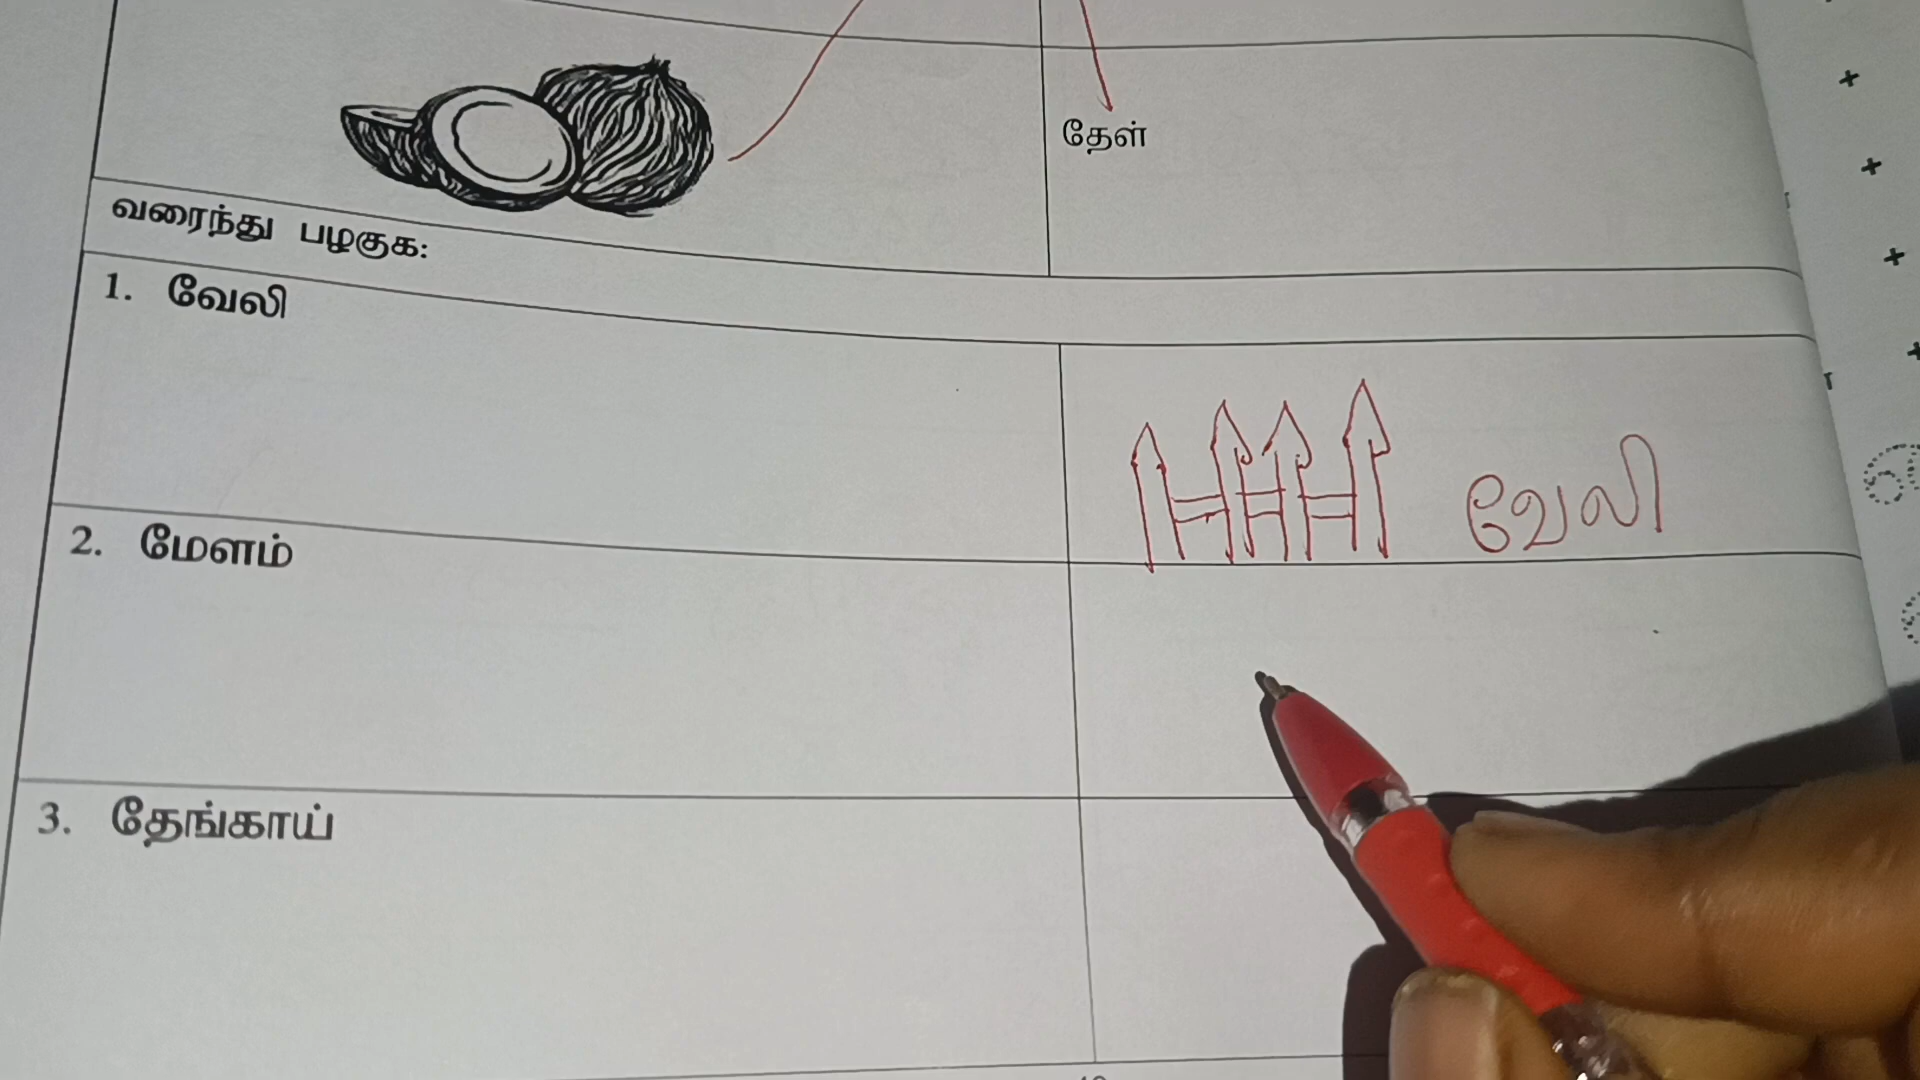 தேள்
வரைந்து பழகுக:
1. வேலி
வேலி
2. மேளம்
3. தேங்காய்